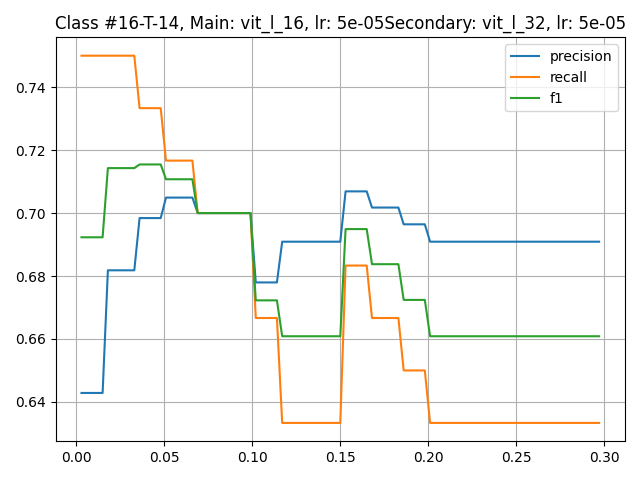 Class #16-T-14, Main: vit_l_16, lr: 5e-05Secondary: vit_l_32, lr: 5e-05
precision
recall
f1
0.74
0.72
0.70
0.68
0.66
0.64
0.00 0.05 0.10 0.15 0.20 0.25 0.30